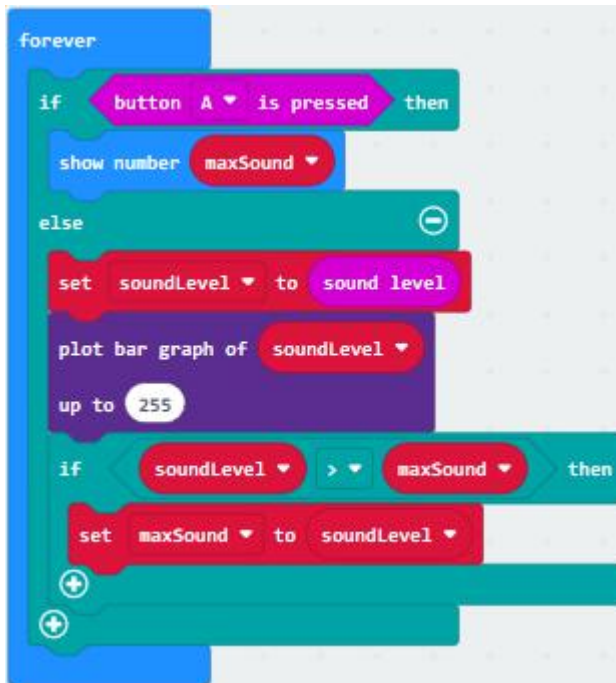 forever
if button A is pressed then
show number maxSound
else
set soundLevel to sound level
plot bar graph of soundLevel
up to 255
if soundLevel > maxSound then
set maxSound to soundLevel